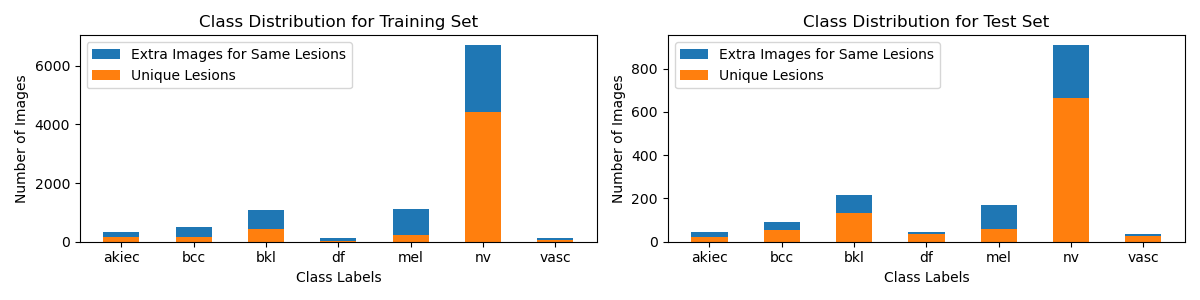 Class Distribution for Training Set
Number of Images
6000
4000
2000
0
Extra Images for Same Lesions
Unique Lesions
akiec bcc bkl df mel nv vasc
Class Labels
Class Distribution for Test Set
Number of Images
800
600
400
200
0
Extra Images for Same Lesions
Unique Lesions
akiec bcc bkl df mel nv vasc
Class Labels